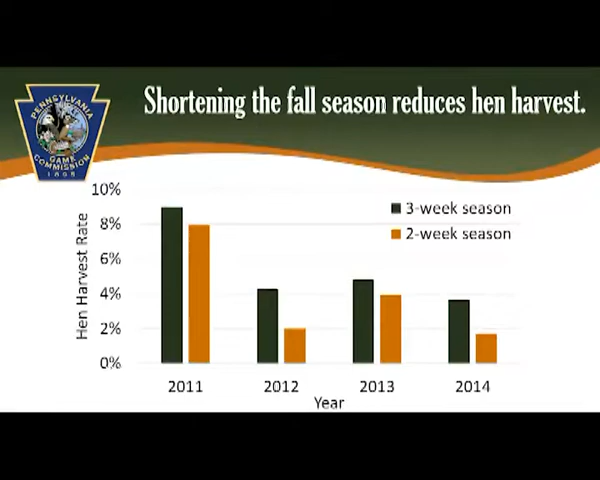 Shortening the fall season reduces hen harvest.
PENNSYLVANIA
GAME
COMMISSION
1895
10%
8%
6%
4%
2%
0%
Hen Harvest Rate
3-week season
2-week season
2011 2012 2013 2014
Year